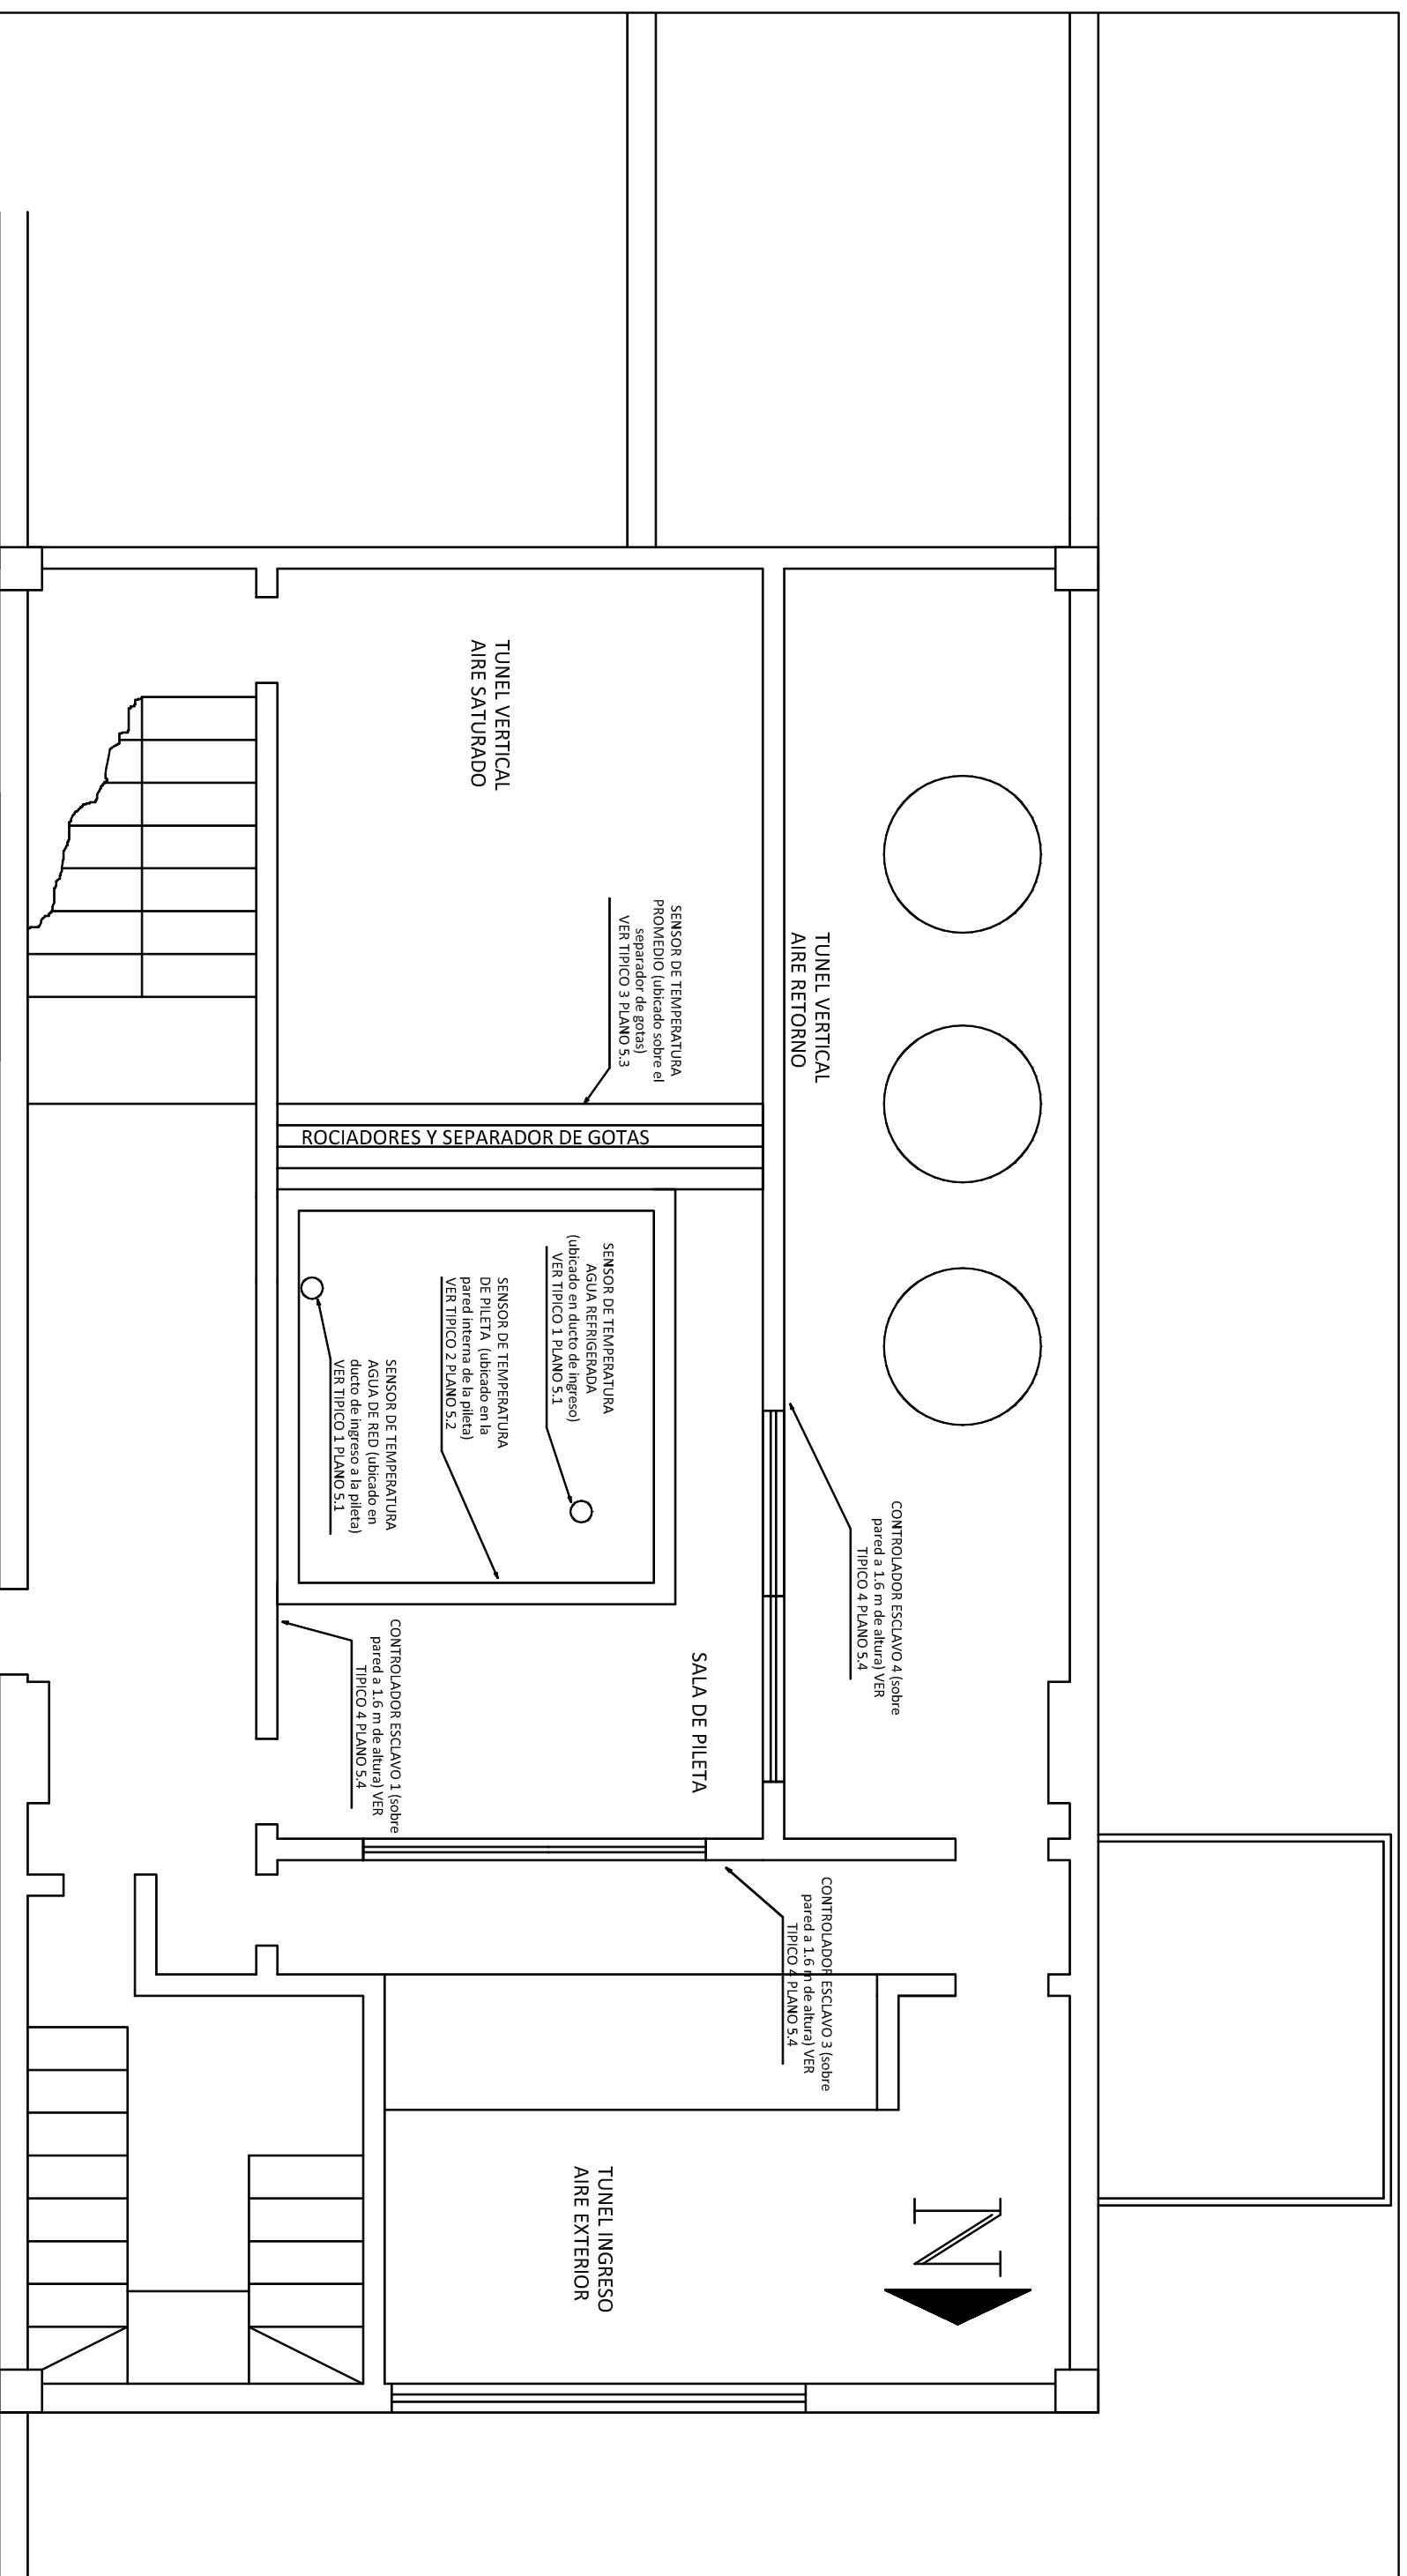 TUNEL VERTICAL
AIRE SATURADO
SENSOR DE TEMPERATURA
PROMEDIO (ubicado sobre el
separador de gotas)
VER TIPICO 3 PLANO 5.3
TUNEL VERTICAL
AIRE RETORNO
ROCIADORES Y SEPARADOR DE GOTAS
SENSOR DE TEMPERATURA
AGUA REFRIGERADA
(ubicado en ducto de ingreso)
VER TIPICO 1 PLANO 5.1
SENSOR DE TEMPERATURA
DE PILETA (ubicado en la
pared interna de la pileta)
VER TIPICO 2 PLANO 5.2
SENSOR DE TEMPERATURA
AGUA DE RED (ubicado en
ducto de ingreso a la pileta)
VER TIPICO 1 PLANO 5.1
CONTROLADOR ESCLAVO 4 (sobre
pared a 1.6 m de altura) VER
TIPICO 4 PLANO 5.4
CONTROLADOR ESCLAVO 1 (sobre
pared a 1.6 m de altura) VER
TIPICO 4 PLANO 5.4
SALA DE PILETA
CONTROLADOR ESCLAVO 3 (sobre
pared a 1.6 m de altura) VER
TIPICO 4 PLANO 5.4
TUNEL INGRESO
AIRE EXTERIOR
N